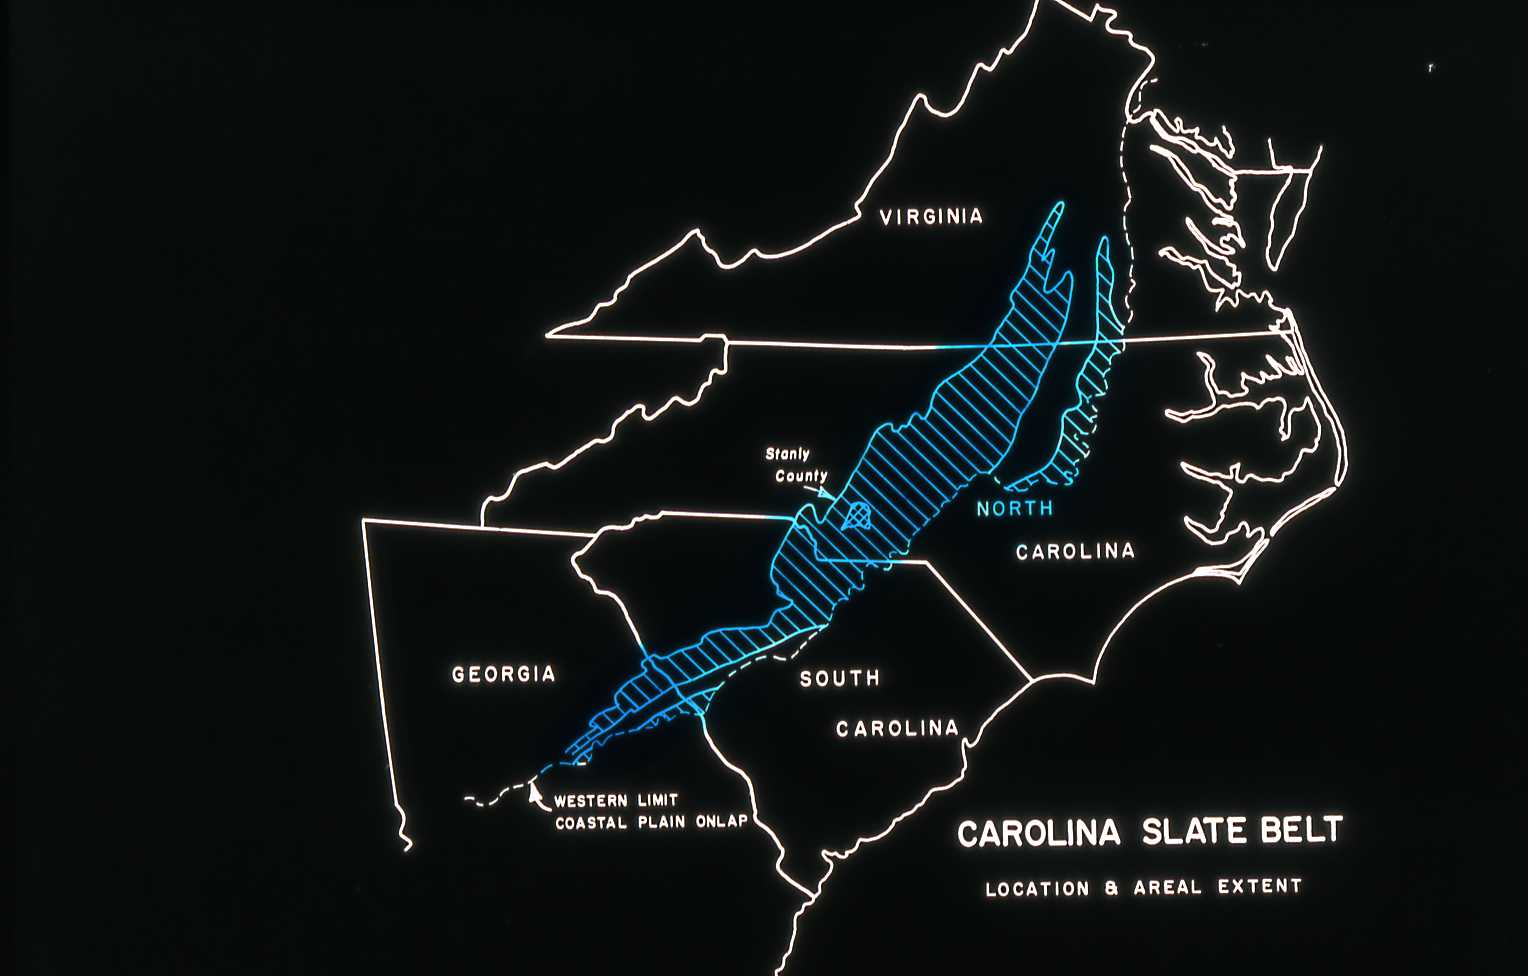 VIRGINIA
Stanly
County
NORTH
CAROLINA
GEORGIA
SOUTH
CAROLINA
WESTERN LIMIT
COASTAL PLAIN ONLAP
CAROLINA SLATE BELT
LOCATION & AREAL EXTENT